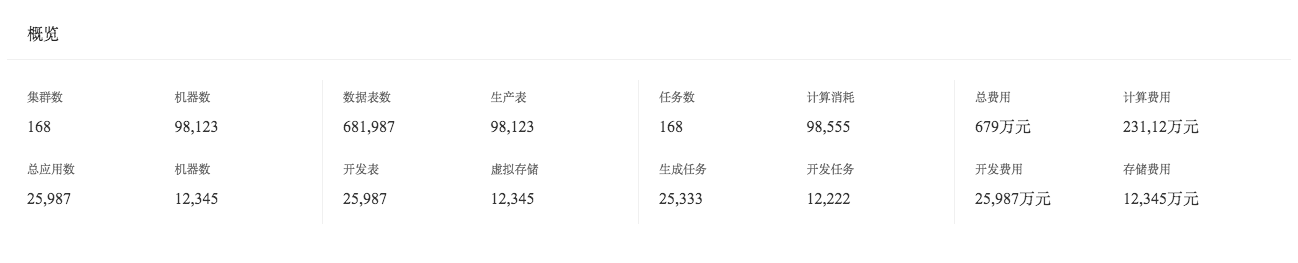 概览
集群数 机器数 数据表数 生产表 任务数 计算消耗 总费用 计算费用
168 98,123 681,987 98,123 168 98,555 679万元 231,12万元
总应用数 机器数 开发表 虚拟存储 生成任务 开发任务 开发费用 存储费用
25,987 12,345 25,987 12,345 25,333 12,222 25,987万元 12,345万元